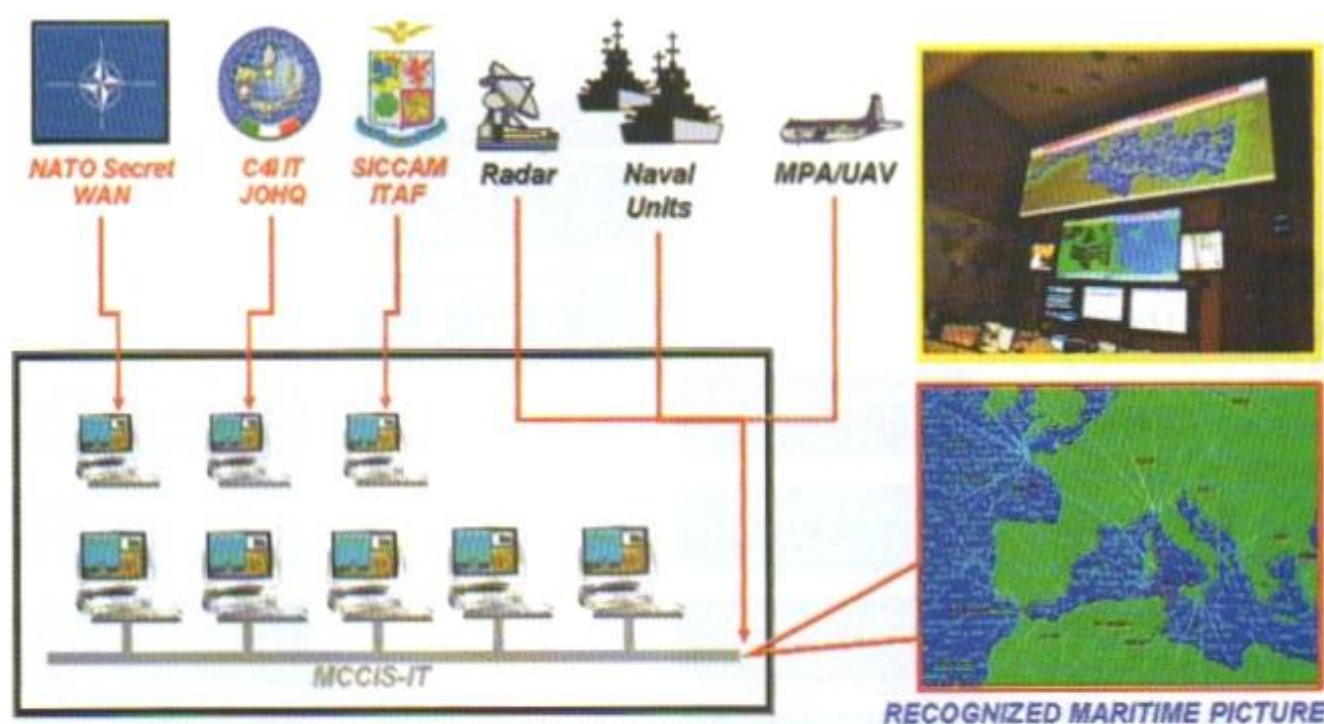 NATO Secret
WAN
C4I IT
JOHQ
SICCAM
ITAF
Radar
Naval
Units
MPA/UAV
MCCIS-IT
RECOGNIZED MARITIME PICTURE